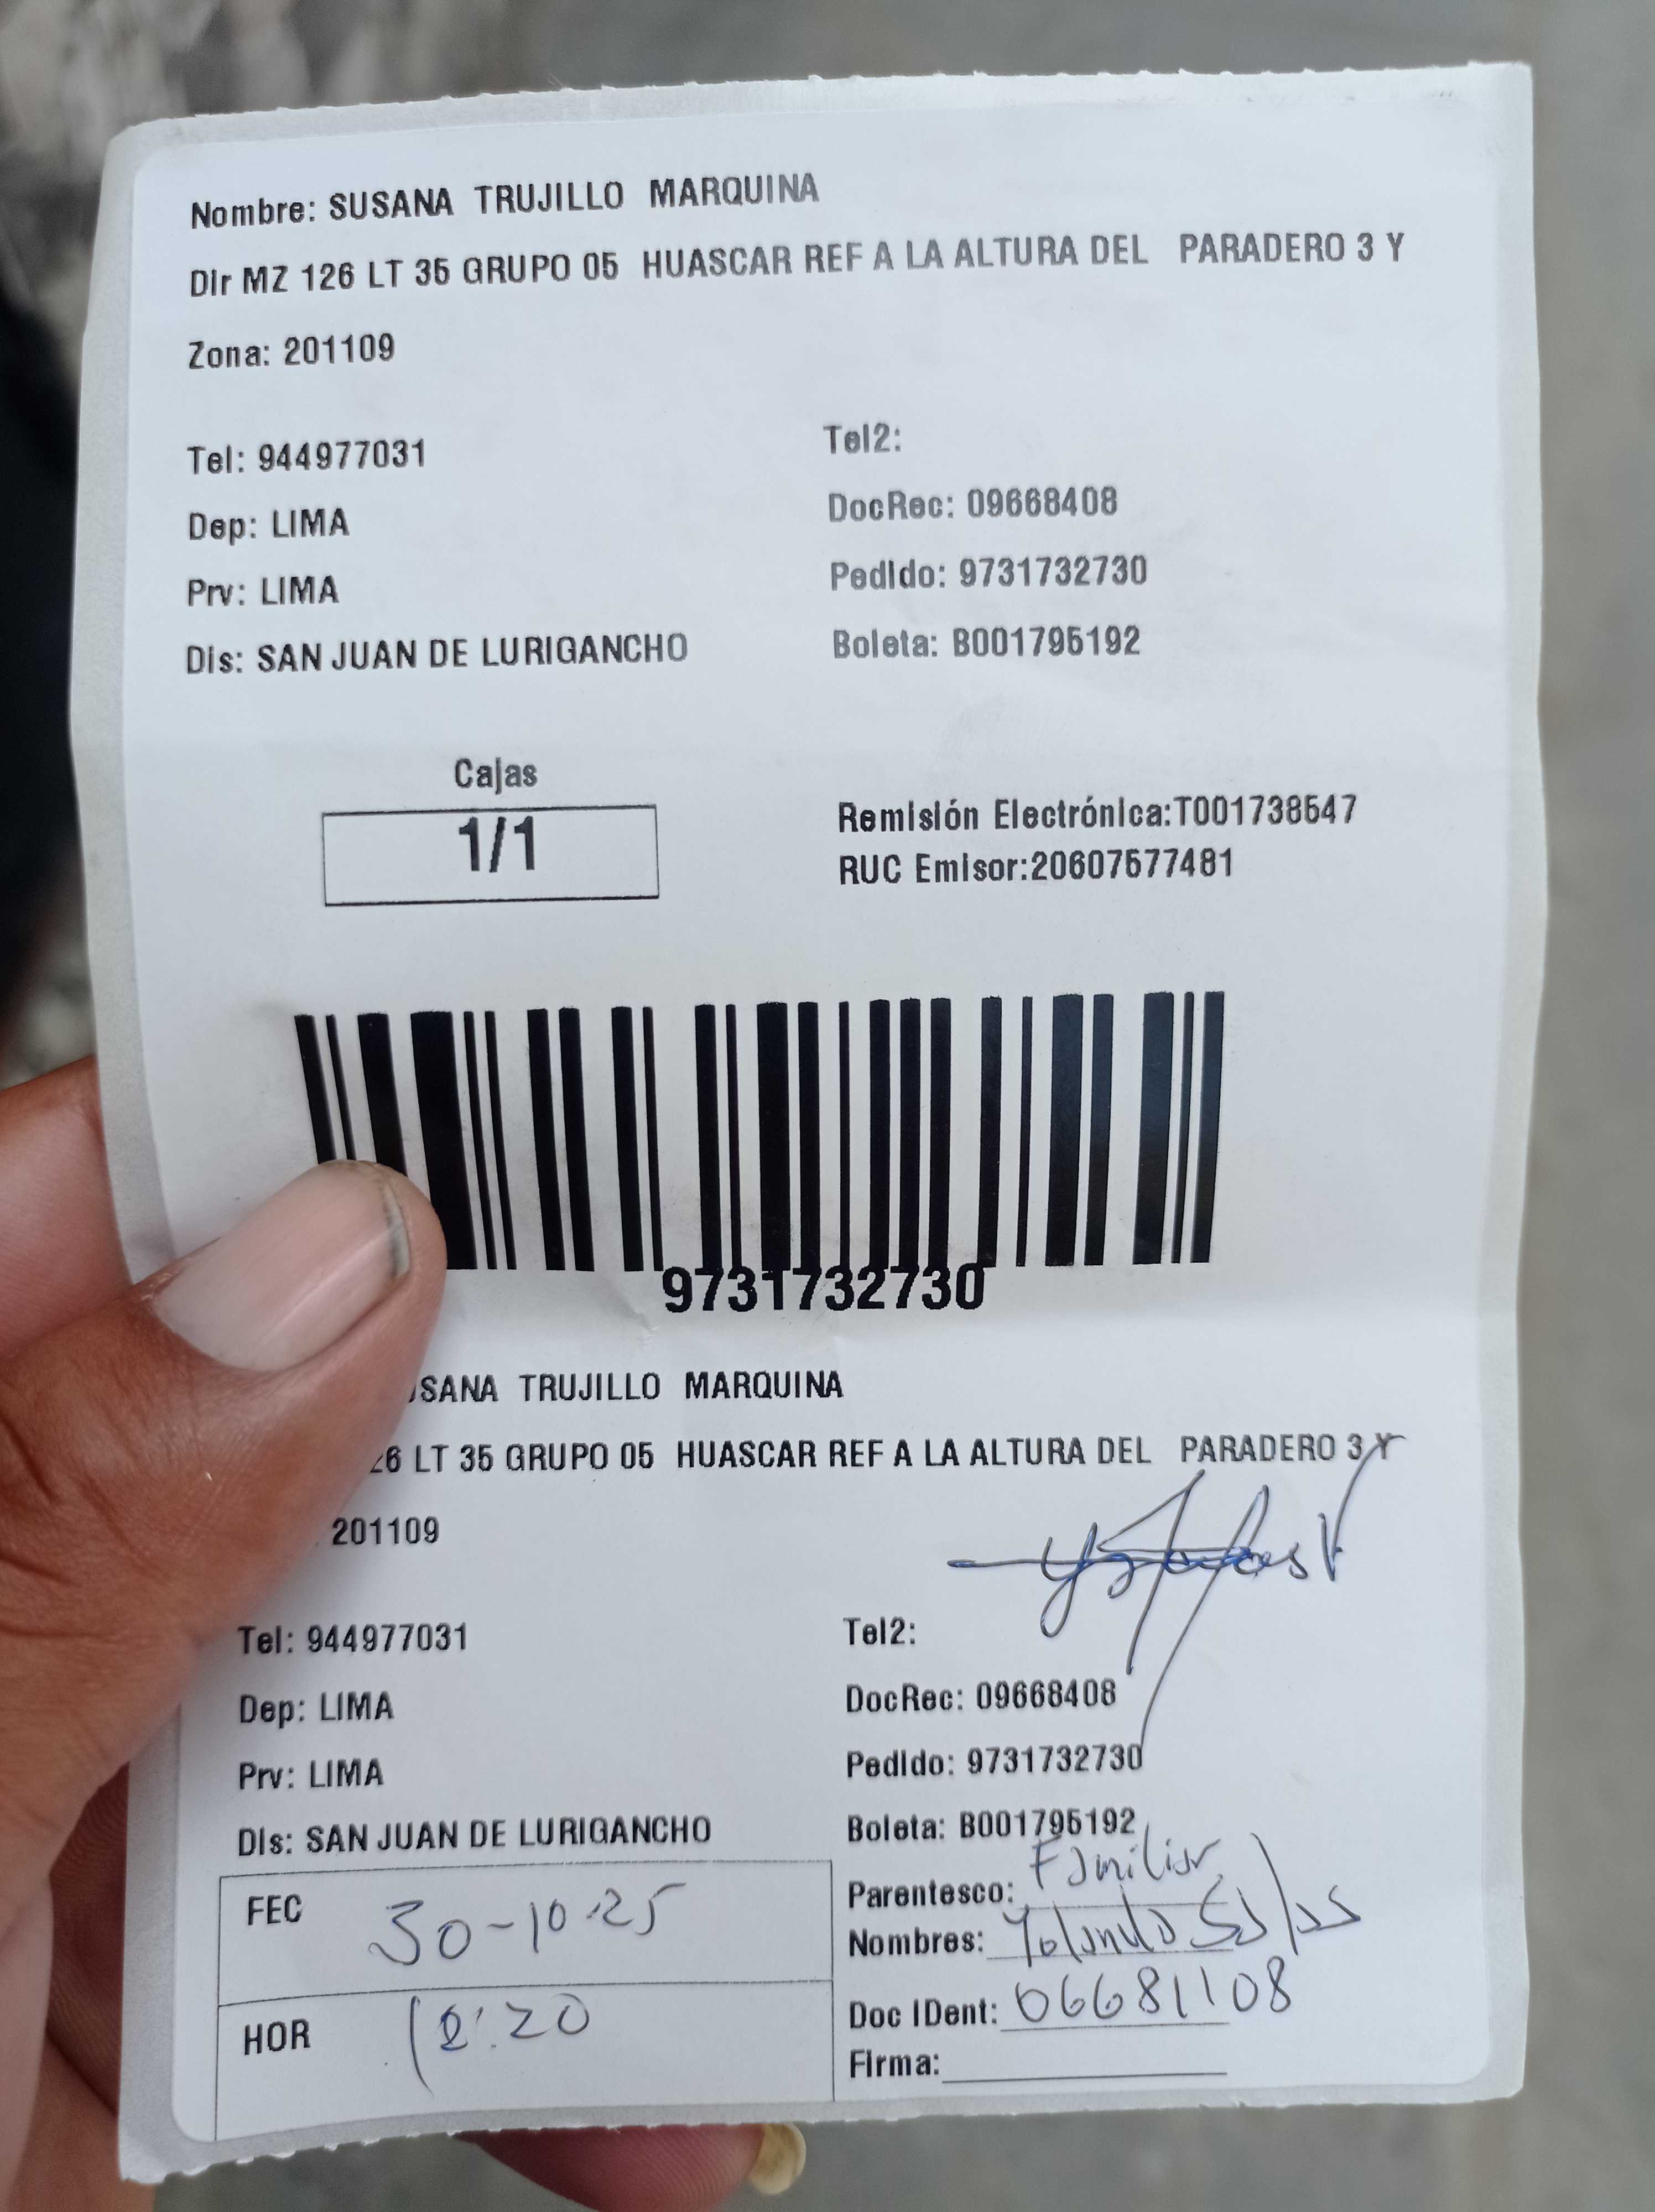 Nombre: SUSANA TRUJILLO MARQUINA
Dir MZ 126 LT 35 GRUPO 05 HUASCAR REF A LA ALTURA DEL PARADERO 3 Y
Zona: 201109
Tel: 944977031
Tel2:
Dep: LIMA
DocRec: 09668408
Prv: LIMA
Pedido: 9731732730
Dis: SAN JUAN DE LURIGANCHO
Boleta: B001795192
Cajas
1/1
Remisión Electrónica:T001738547
RUC Emisor:20607577481
9731732730
SANA TRUJILLO MARQUINA
26 LT 35 GRUPO 05 HUASCAR REF A LA ALTURA DEL PARADERO 3 Y
201109
Tel: 944977031
Tel2:
Dep: LIMA
DocRec: 09668408
Prv: LIMA
Pedido: 9731732730
Dis: SAN JUAN DE LURIGANCHO
Boleta: B001795192
FEC 30-10-25
Parentesco: Familiar
Nombres: Yolanda
HOR :20
Doc IDent: 06681108
Firma: